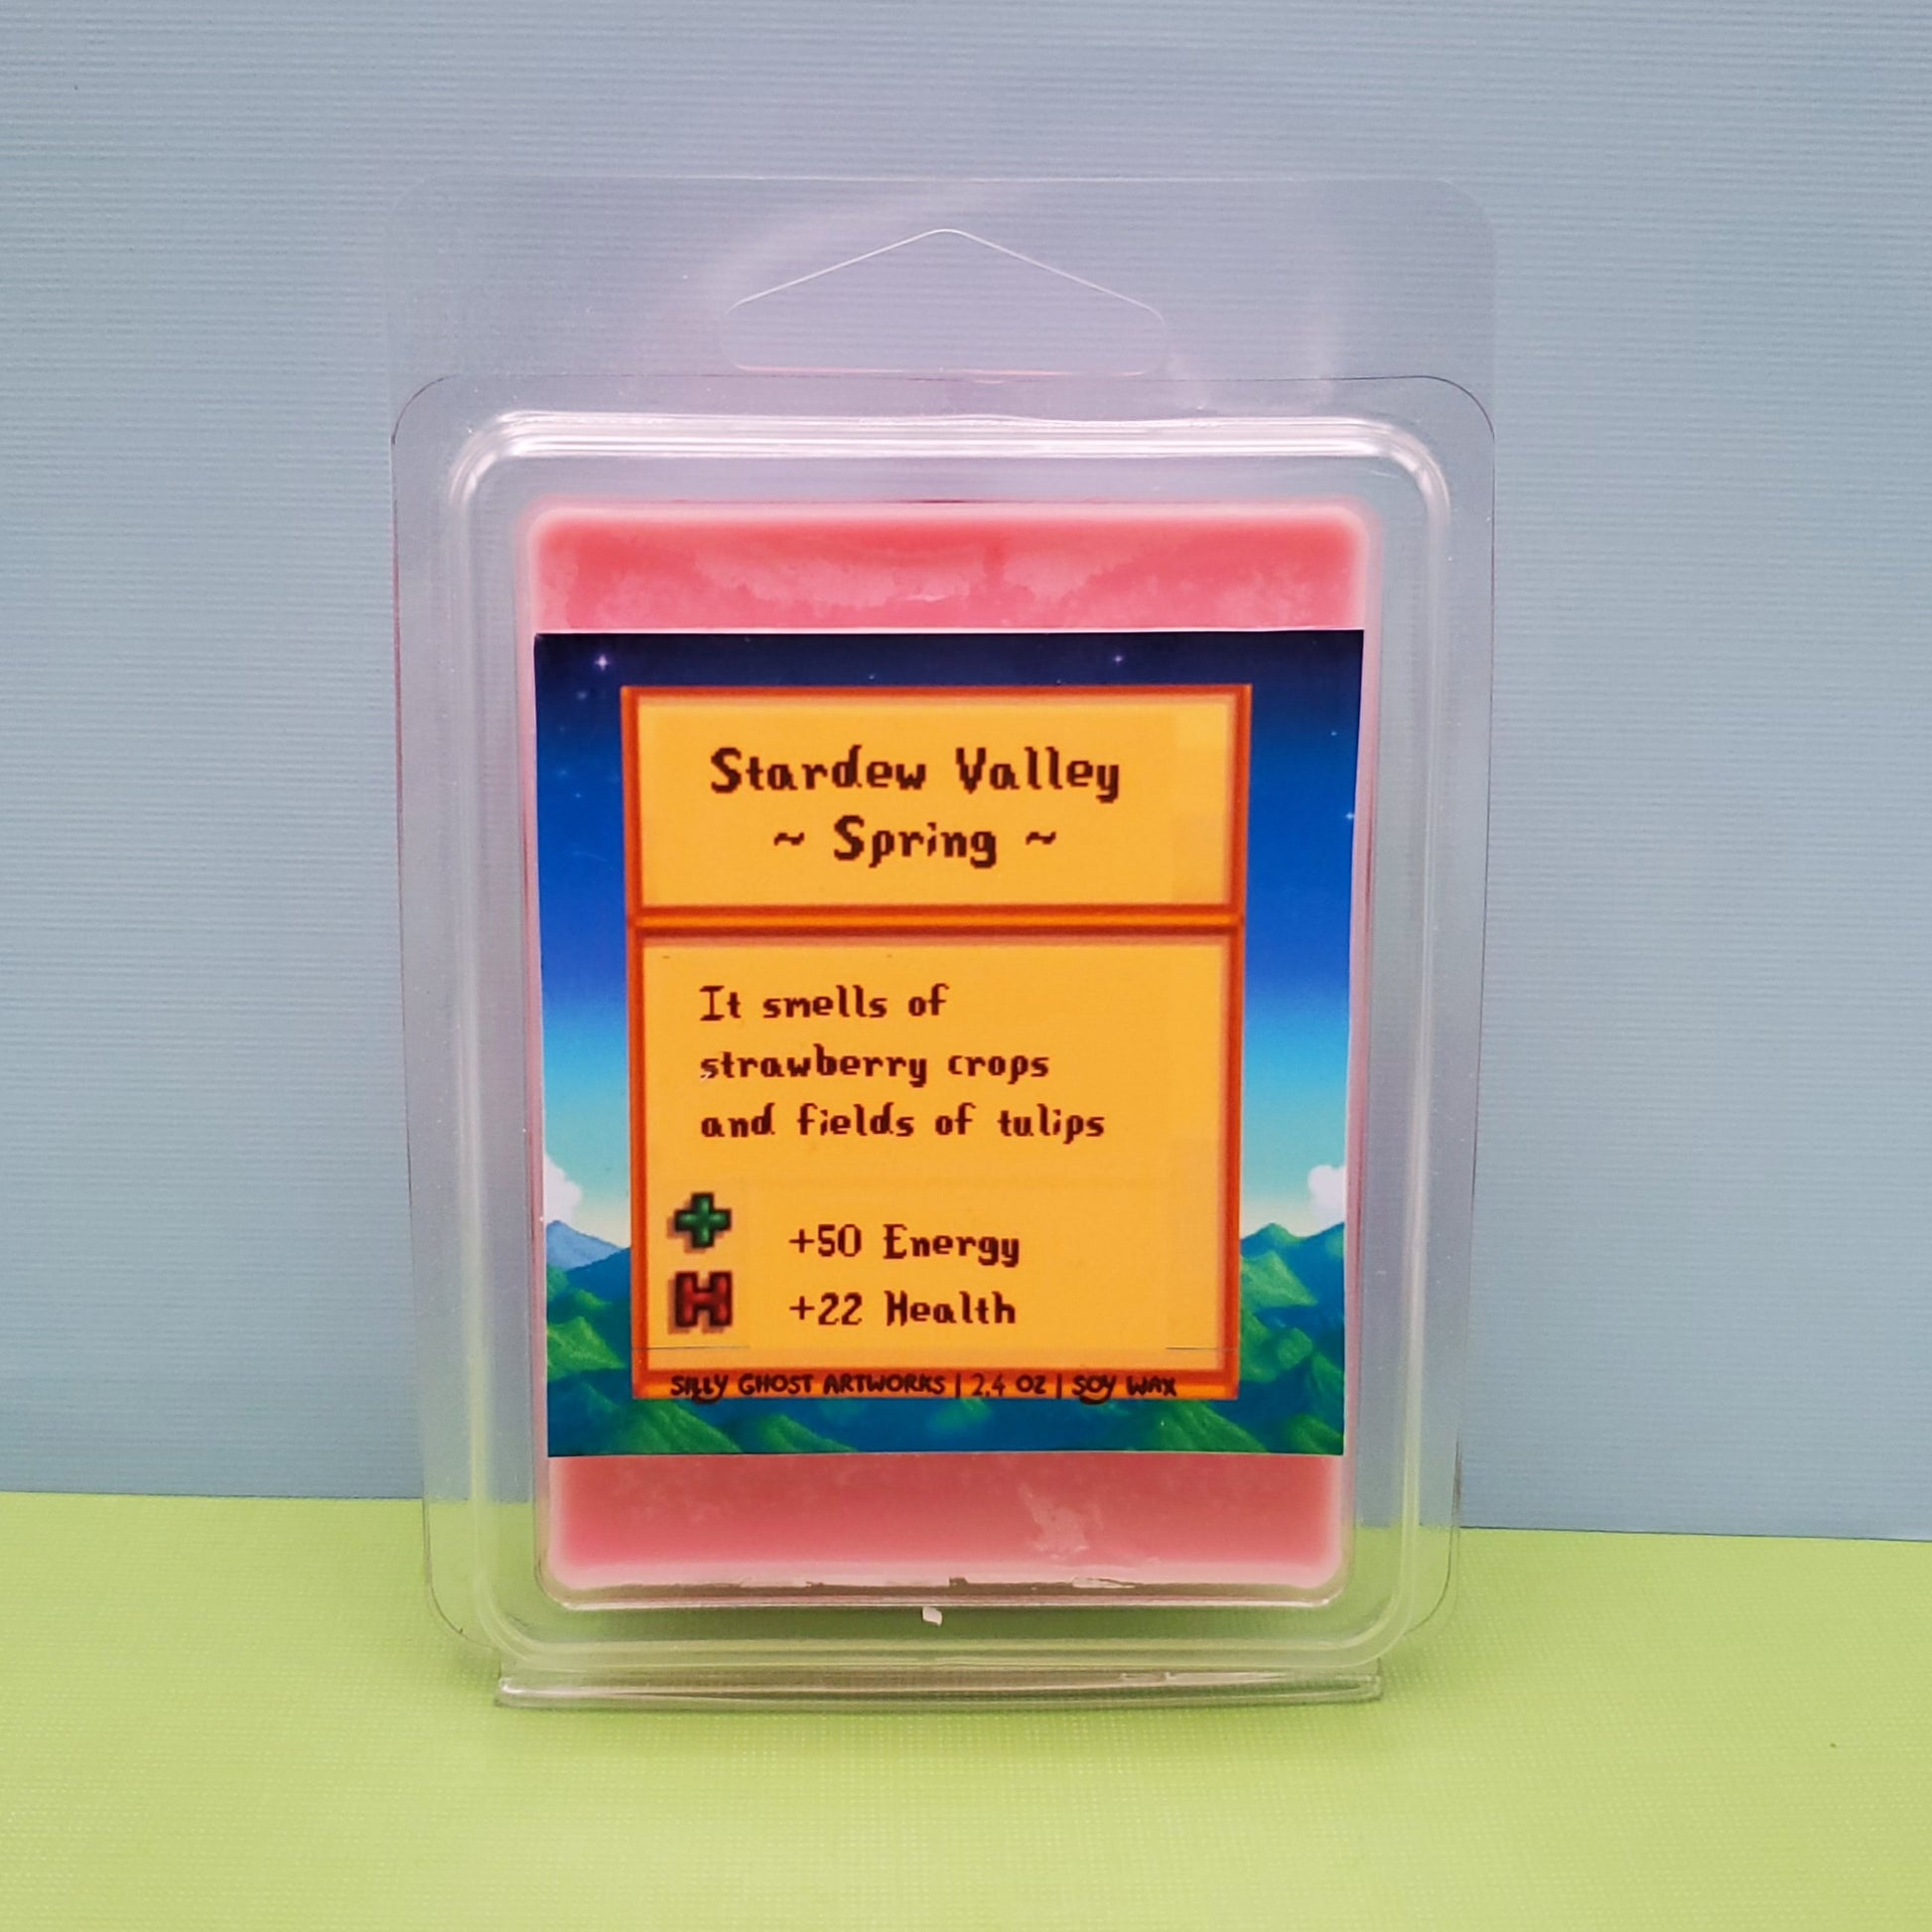 Stardew Valley
~ Spring ~
It smells of
strawberry crops
and fields of tulips
+50 Energy
H +22 Health
SILLY GHOST ARTWORKS | 2.4 OZ | SOY WAX